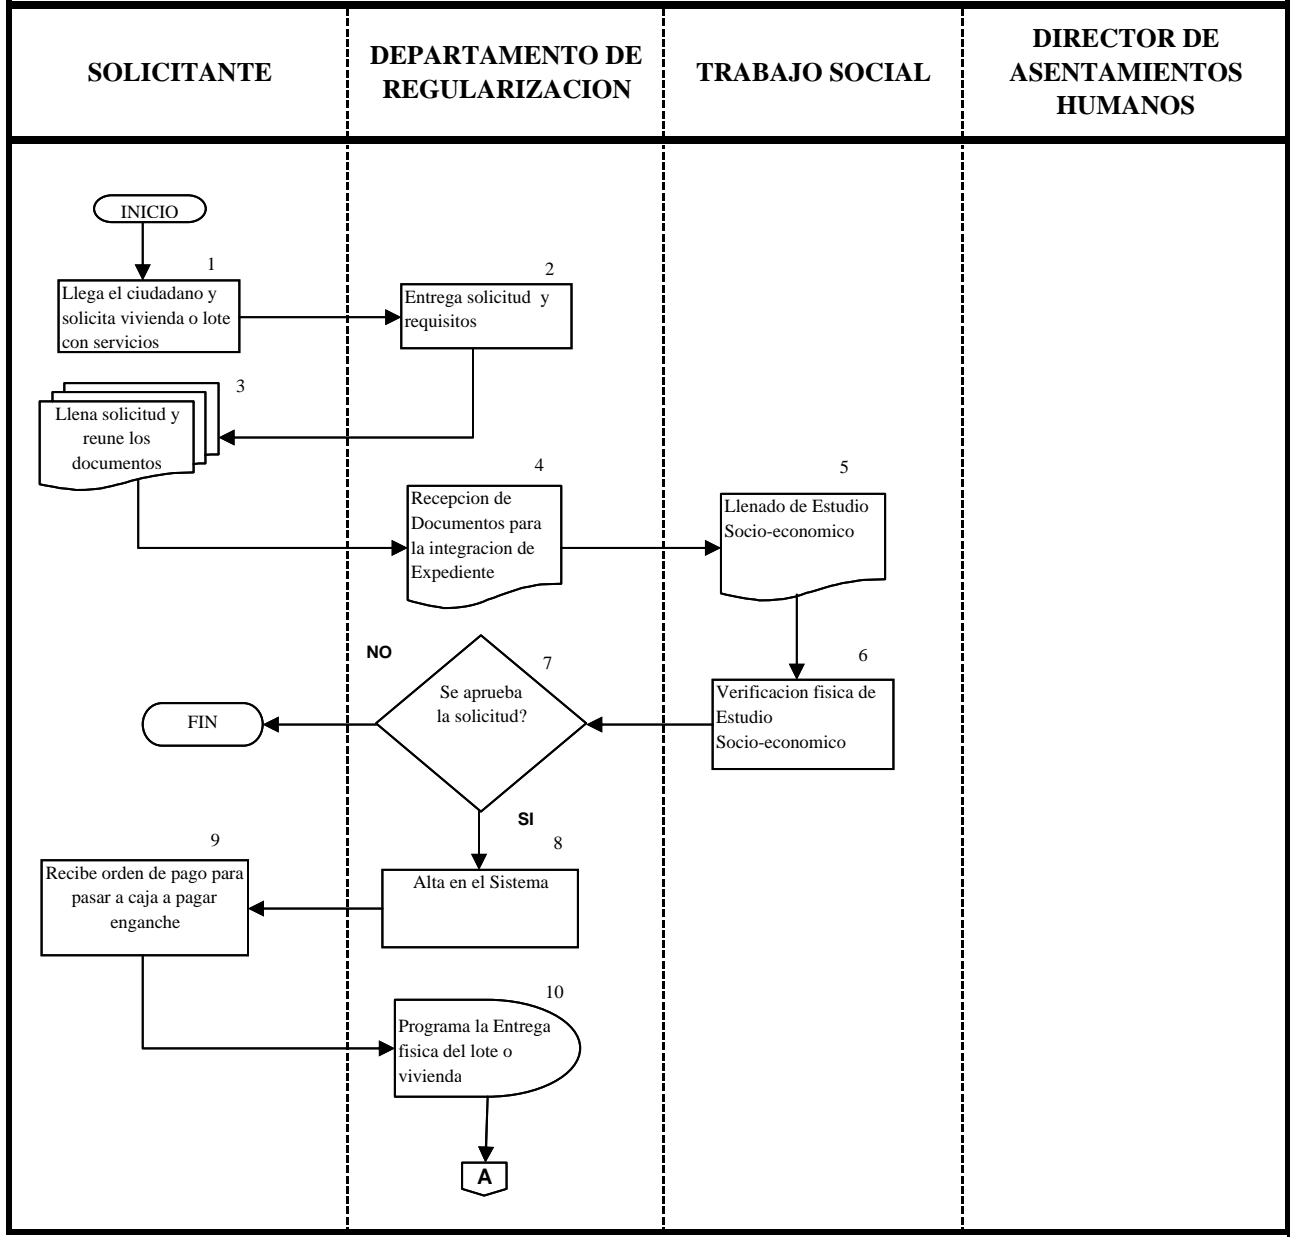 SOLICITANTE
DEPARTAMENTO DE
REGULARIZACION
TRABAJO SOCIAL
DIRECTOR DE
ASENTAMIENTOS
HUMANOS
INICIO
1
Llega el ciudadano y
solicita vivienda o lote
con servicios
2
Entrega solicitud y
requisitos
3
Llena solicitud y
reune los
documentos
4
Recepcion de
Documentos para
la integracion de
Expediente
5
Llenado de Estudio
Socio-economico
6
Verificacion fisica de
Estudio
Socio-economico
7
Se aprueba
la solicitud?
NO
FIN
SI
8
Alta en el Sistema
9
Recibe orden de pago para
pasar a caja a pagar
enganche
10
Programa la Entrega
fisica del lote o
vivienda
A